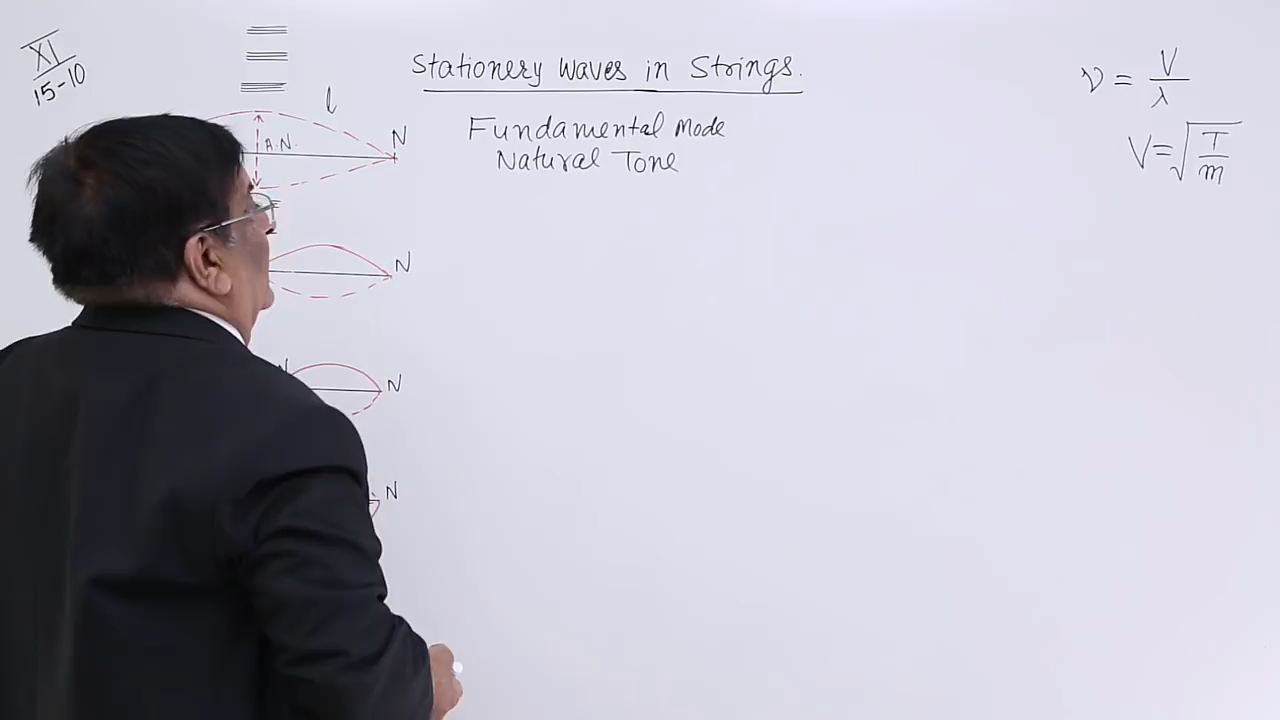 XI
15-10
Stationery Waves in Strings.
ν = V/λ
V = √T/m
l
A.N.
N
Fundamental Mode
Natural Tone
N
N
N